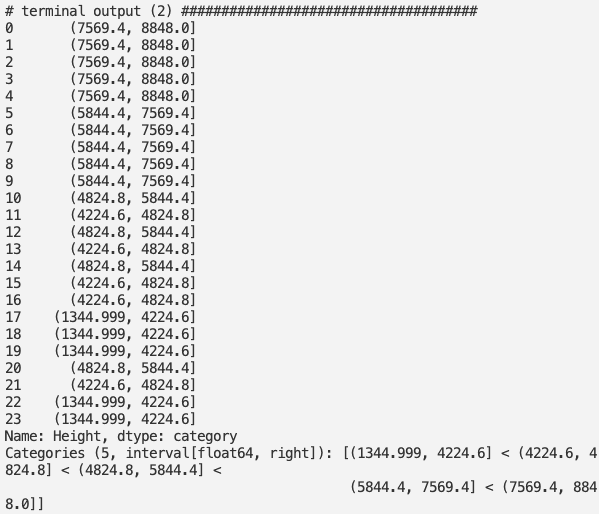 # terminal output (2) #####################################
0       (7569.4, 8848.0]
1       (7569.4, 8848.0]
2       (7569.4, 8848.0]
3       (7569.4, 8848.0]
4       (7569.4, 8848.0]
5       (5844.4, 7569.4]
6       (5844.4, 7569.4]
7       (5844.4, 7569.4]
8       (5844.4, 7569.4]
9       (5844.4, 7569.4]
10      (4824.8, 5844.4]
11      (4224.6, 4824.8]
12      (4824.8, 5844.4]
13      (4224.6, 4824.8]
14      (4824.8, 5844.4]
15      (4224.6, 4824.8]
16      (4224.6, 4824.8]
17    (1344.999, 4224.6]
18    (1344.999, 4224.6]
19    (1344.999, 4224.6]
20      (4824.8, 5844.4]
21      (4224.6, 4824.8]
22    (1344.999, 4224.6]
23    (1344.999, 4224.6]
Name: Height, dtype: category
Categories (5, interval[float64, right]): [(1344.999, 4224.6] < (4224.6, 4
824.8] < (4824.8, 5844.4] <
                                           (5844.4, 7569.4] < (7569.4, 884
8.0]]